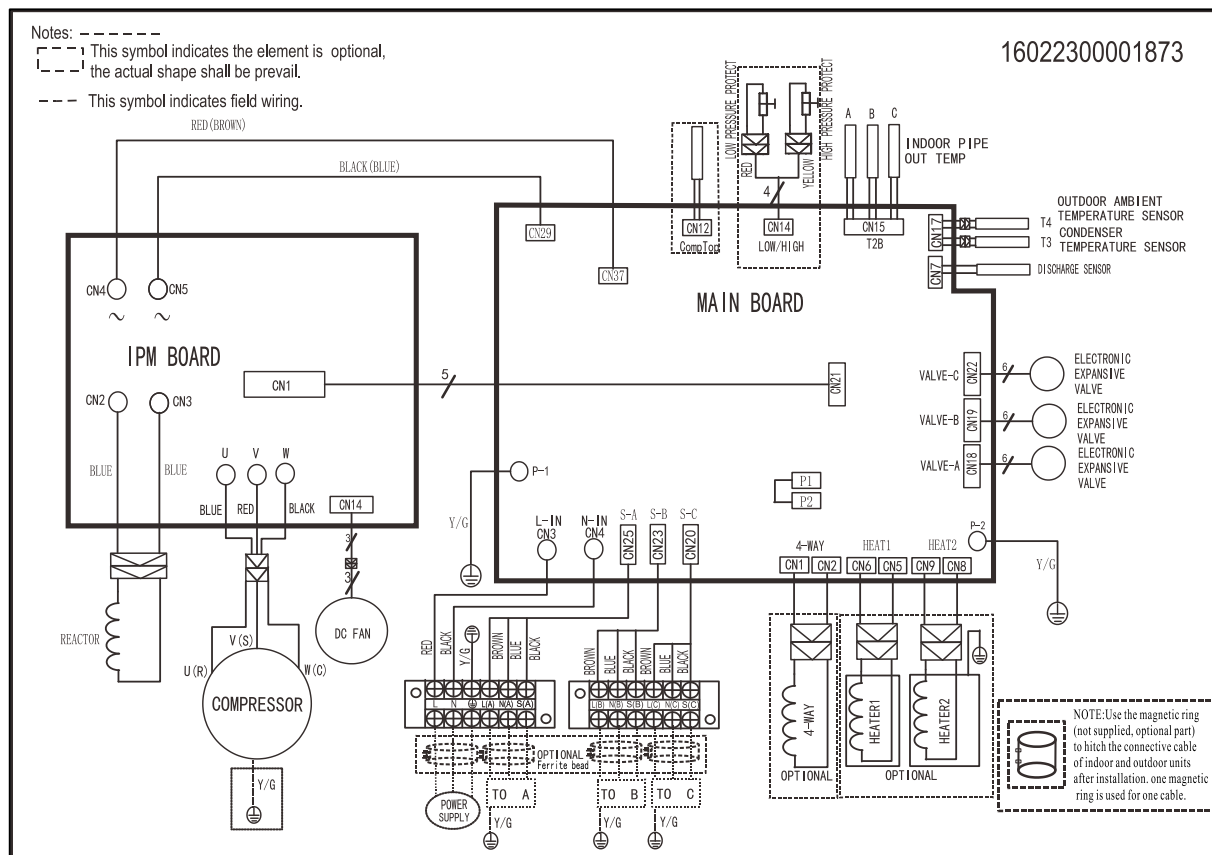 Notes:
This symbol indicates the element is optional,
the actual shape shall be prevail.
This symbol indicates field wiring.
16022300001873
RED(BROWN)
BLACK(BLUE)
LOW PRESSURE PROTECT
HIGH PRESSURE PROTECT
RED
YELLOW
4
A B C
INDOOR PIPE
OUT TEMP
CN12
CompTop
CN14
LOW/HIGH
CN15
T2B
CN17
T4
OUTDOOR AMBIENT
TEMPERATURE SENSOR
T3
CONDENSER
TEMPERATURE SENSOR
CN7
DISCHARGE SENSOR
CN29
CN37
MAIN BOARD
CN4
CN5
IPM BOARD
CN1
5
CN21
CN2
CN3
BLUE
BLUE
U V W
BLUE
RED
BLACK
CN14
3
3
DC FAN
REACTOR
V(S)
U(R)
W(C)
COMPRESSOR
Y/G
VALVE-C
CN22
6
ELECTRONIC
EXPANSIVE
VALVE
VALVE-B
CN19
6
ELECTRONIC
EXPANSIVE
VALVE
VALVE-A
CN18
6
ELECTRONIC
EXPANSIVE
VALVE
P-1
Y/G
P1
P2
P-2
Y/G
L-IN
CN3
N-IN
CN4
S-A
CN25
S-B
CN23
S-C
CN20
4-WAY
CN1
CN2
HEAT1
CN6
CN5
HEAT2
CN9
CN8
RED
BLACK
Y/G
BROWN
BLUE
BLACK
BROWN
BLUE
BLACK
BROWN
BLUE
BLACK
L N L(A) N(A) S(A)
L(B) N(B) S(B) L(C) N(C) S(C)
OPTIONAL
Ferrite bead
POWER
SUPPLY
TO A
Y/G
TO B
Y/G
TO C
Y/G
4-WAY
OPTIONAL
HEATER1
HEATER2
OPTIONAL
NOTE:Use the magnetic ring
(not supplied, optional part)
to hitch the connective cable
of indoor and outdoor units
after installation. one magnetic
ring is used for one cable.